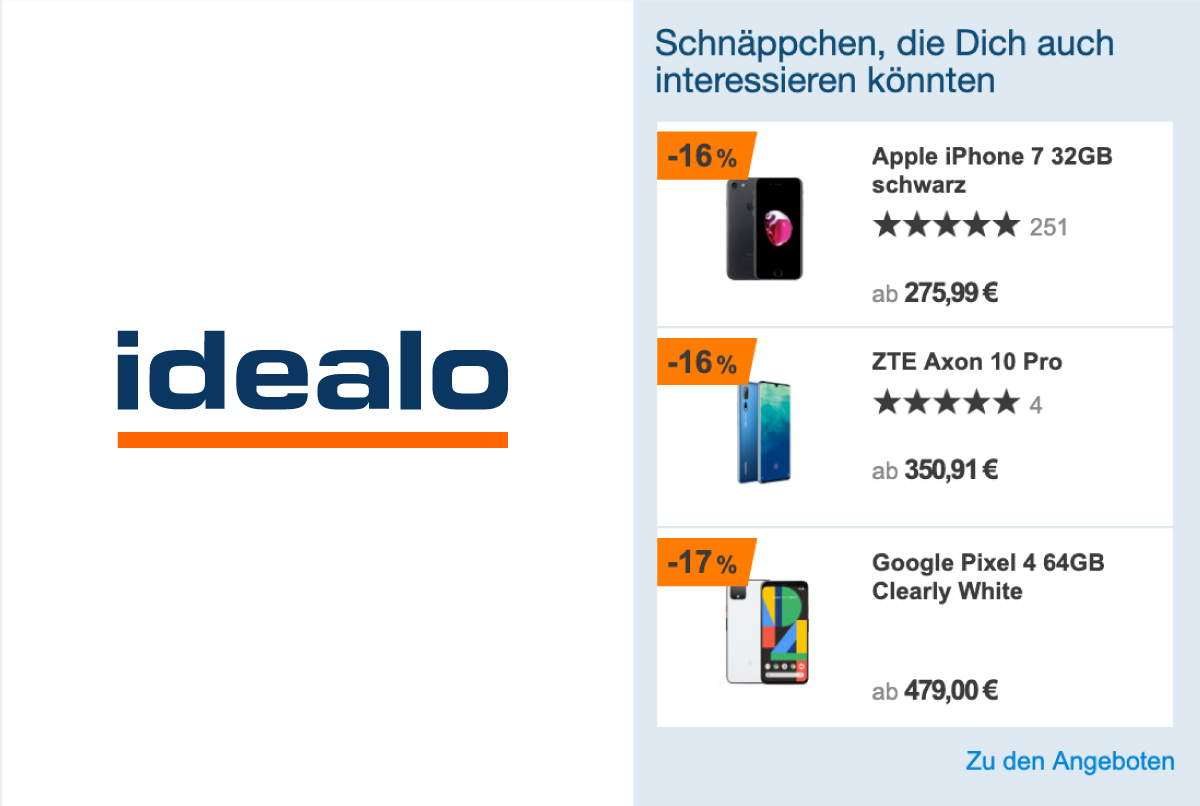 idealo
Schnäppchen, die Dich auch
interessieren könnten
-16 %
Apple iPhone 7 32GB
schwarz
★★★★★ 251
ab 275,99 €
-16 %
ZTE Axon 10 Pro
★★★★★ 4
ab 350,91 €
-17 %
Google Pixel 4 64GB
Clearly White
ab 479,00 €
Zu den Angeboten